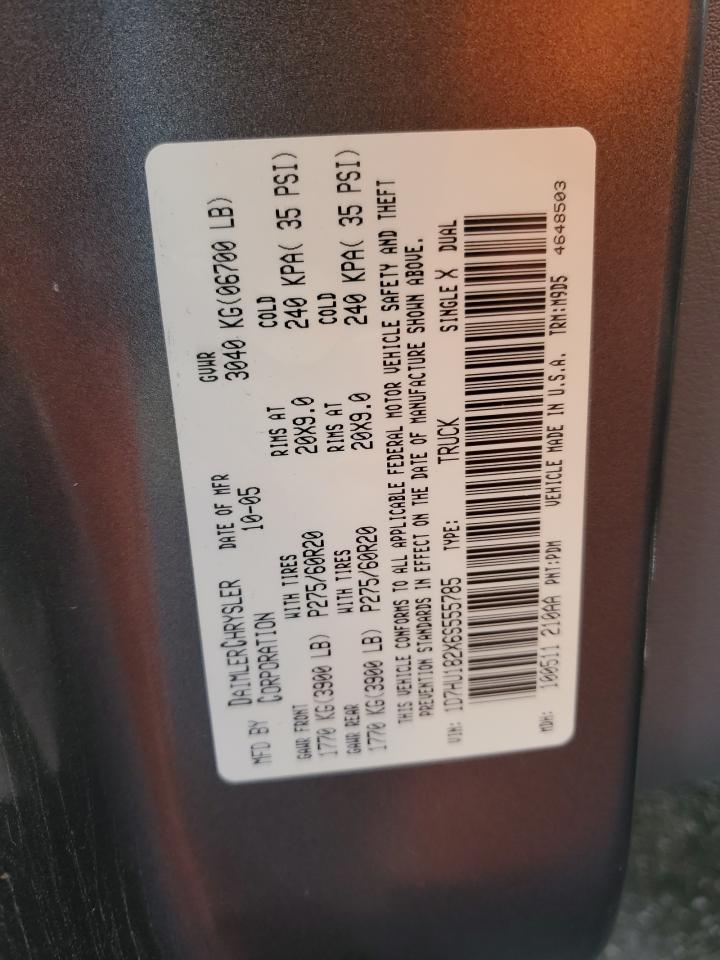 MFD BY DAIMLERCHRYSLER CORPORATION DATE OF MFR 10-05 GVWR 3040 KG(06700 LB)
GAWR FRONT WITH TIRES RIMS AT COLD
1770 KG(3900 LB) P275/60R20 20X9.0 240 KPA( 35 PSI)
GAWR REAR WITH TIRES RIMS AT COLD
1770 KG(3900 LB) P275/60R20 20X9.0 240 KPA( 35 PSI)
THIS VEHICLE CONFORMS TO ALL APPLICABLE FEDERAL MOTOR VEHICLE SAFETY AND THEFT
PREVENTION STANDARDS IN EFFECT ON THE DATE OF MANUFACTURE SHOWN ABOVE.
VIN: 1D7HU182X6S555785 TYPE: TRUCK SINGLE X DUAL
MDH: 100511 210AA PNT:PDM VEHICLE MADE IN U.S.A. TRM:M9D5 4648503